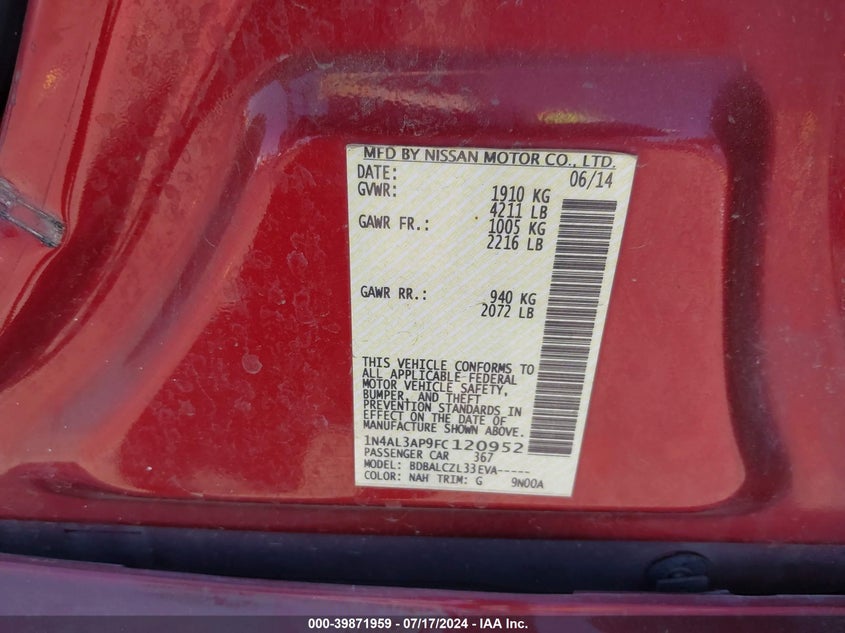 MFD BY NISSAN MOTOR CO., LTD.
DATE: 06/14
GVWR: 1910 KG
4211 LB
GAWR FR.: 1005 KG
2216 LB
GAWR RR.: 940 KG
2072 LB
THIS VEHICLE CONFORMS TO
ALL APPLICABLE FEDERAL
MOTOR VEHICLE SAFETY,
BUMPER, AND THEFT
PREVENTION STANDARDS IN
EFFECT ON THE DATE OF
MANUFACTURE SHOWN ABOVE.
1N4AL3AP9FC120952
PASSENGER CAR 367
MODEL: BDBALCZL33EVA-----
COLOR: NAH TRIM: G 9N00A
000-39871959 - 07/17/2024 - IAA Inc.